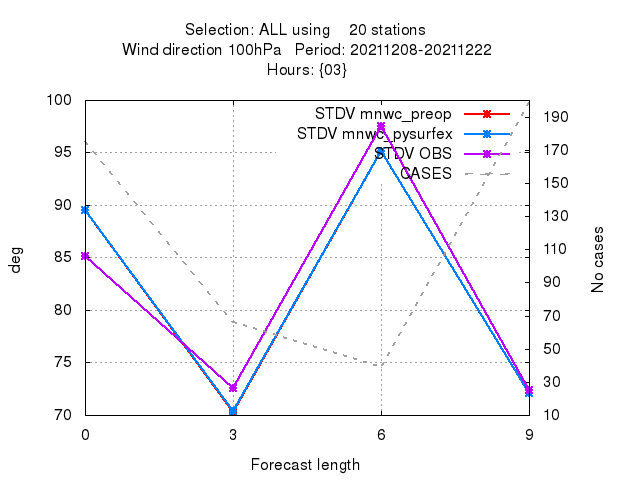 Selection: ALL using    20 stations
Wind direction 100hPa   Period: 20211208-20211222
Hours: {03}
STDV mnwc_preop
STDV mnwc_pysurfex
STDV OBS
CASES
100
95
90
85
80
75
70
deg
190
170
150
130
110
90
70
50
30
10
No cases
0 3 6 9
Forecast length